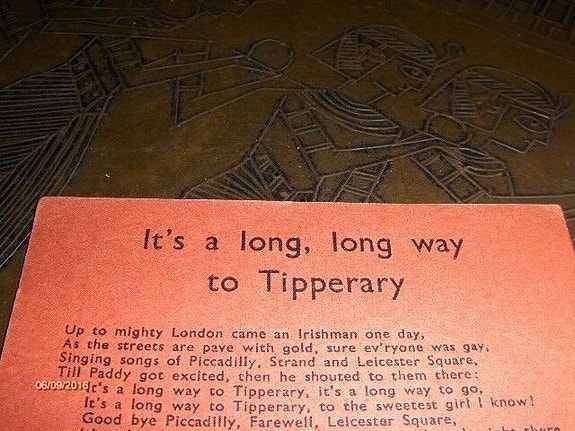 It's a long, long way
to Tipperary
Up to mighty London came an Irishman one day,
As the streets are pave with gold, sure ev'ryone was gay,
Singing songs of Piccadilly, Strand and Leicester Square,
Till Paddy got excited, then he shouted to them there:
06/09/2016
It's a long way to Tipperary, it's a long way to go,
It's a long way to Tipperary, to the sweetest girl I know!
Good bye Piccadilly, Farewell, Leicester Square,